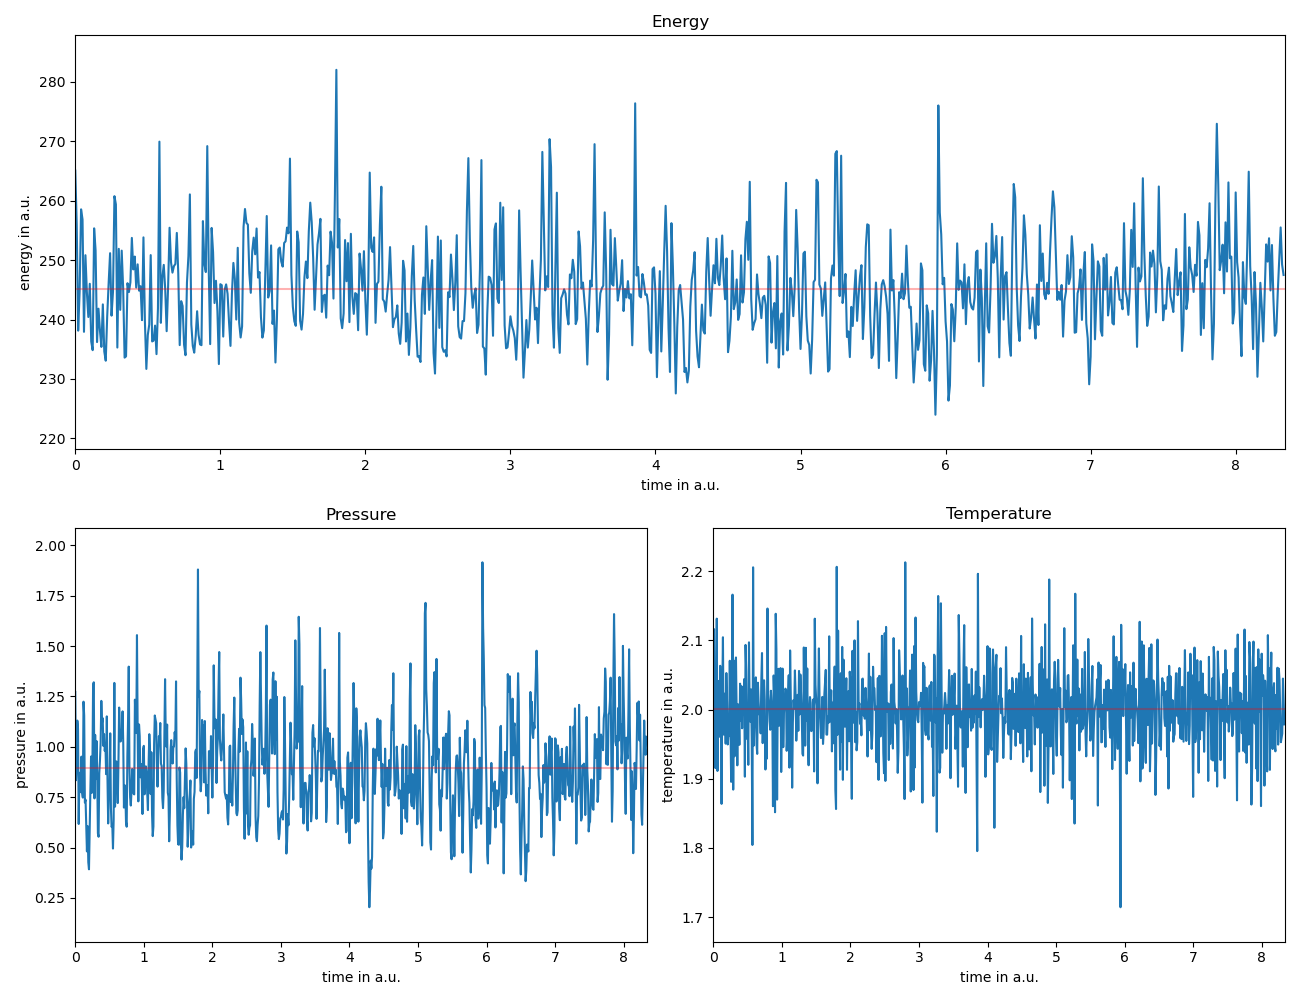 Energy
energy in a.u.
280
270
260
250
240
230
220
0 1 2 3 4 5 6 7 8
time in a.u.
Pressure
pressure in a.u.
2.00
1.75
1.50
1.25
1.00
0.75
0.50
0.25
0 1 2 3 4 5 6 7 8
time in a.u.
Temperature
temperature in a.u.
2.2
2.1
2.0
1.9
1.8
1.7
0 1 2 3 4 5 6 7 8
time in a.u.